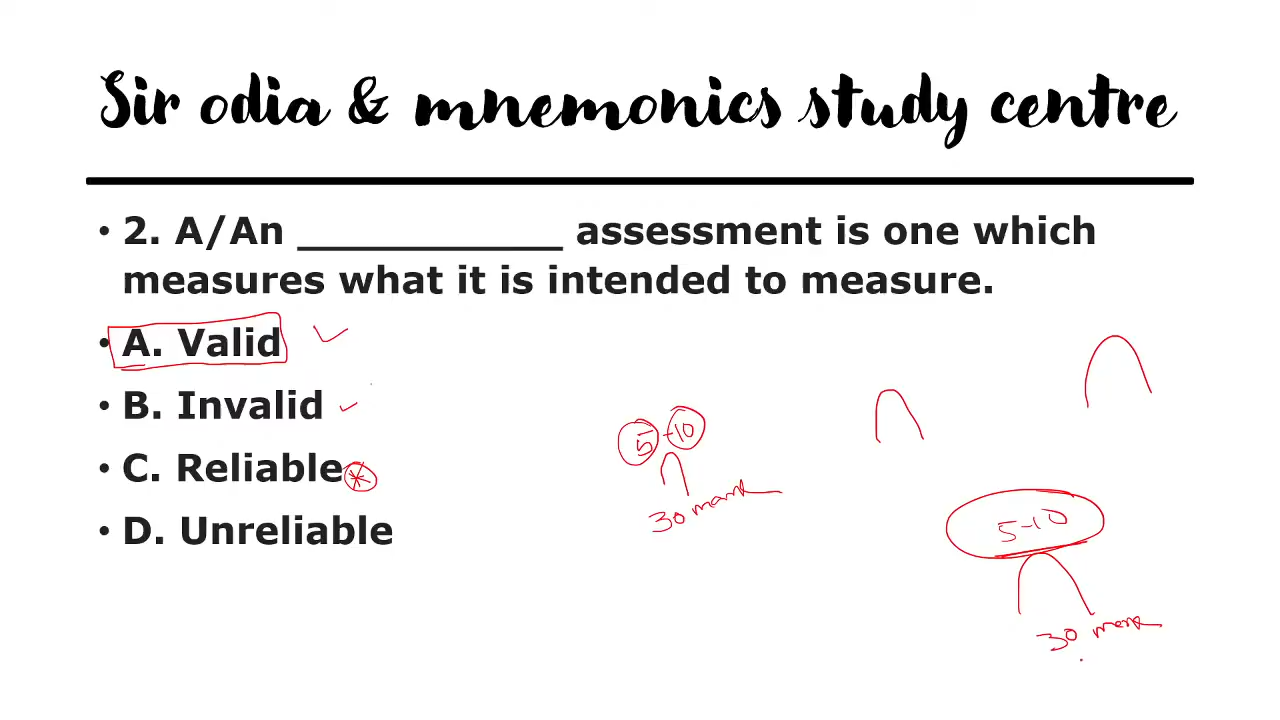 Sir odia & mnemonics study centre
• 2. A/An __________ assessment is one which
measures what it is intended to measure.
• A. Valid
• B. Invalid
• C. Reliable
• D. Unreliable
5-10
30 mark
5-10
30 mark